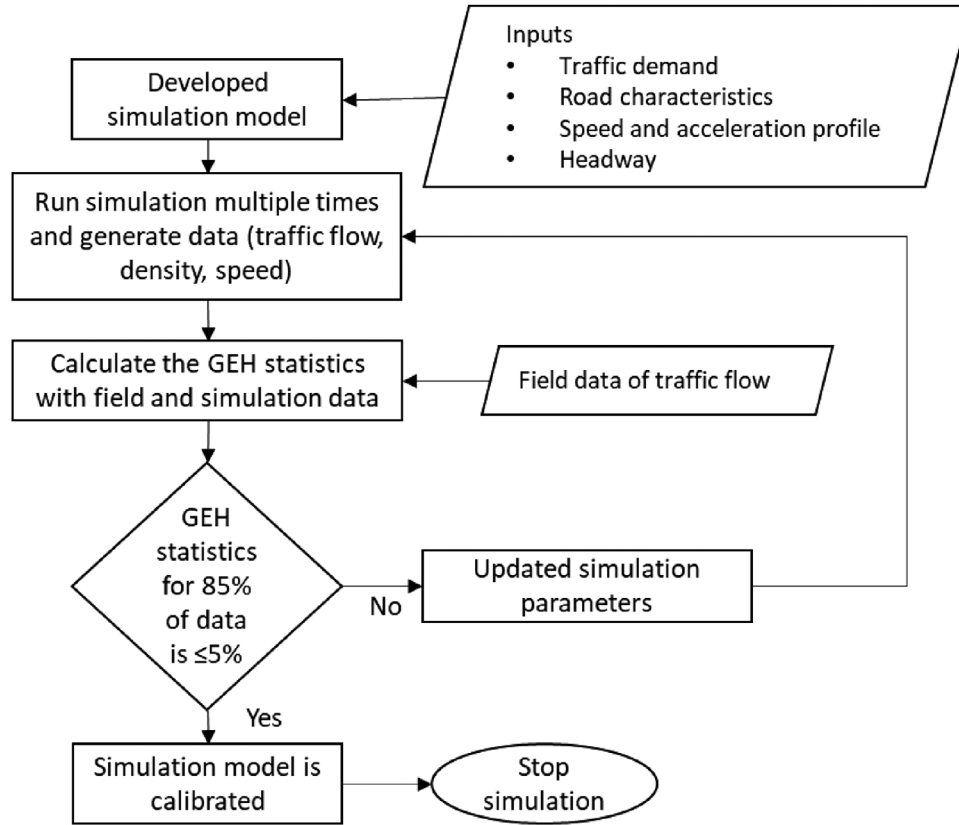 Inputs
• Traffic demand
• Road characteristics
• Speed and acceleration profile
• Headway
Developed
simulation model
Run simulation multiple times
and generate data (traffic flow,
density, speed)
Calculate the GEH statistics
with field and simulation data
Field data of traffic flow
GEH
statistics
for 85%
of data
is ≤5%
No
Updated simulation
parameters
Yes
Simulation model is
calibrated
Stop
simulation